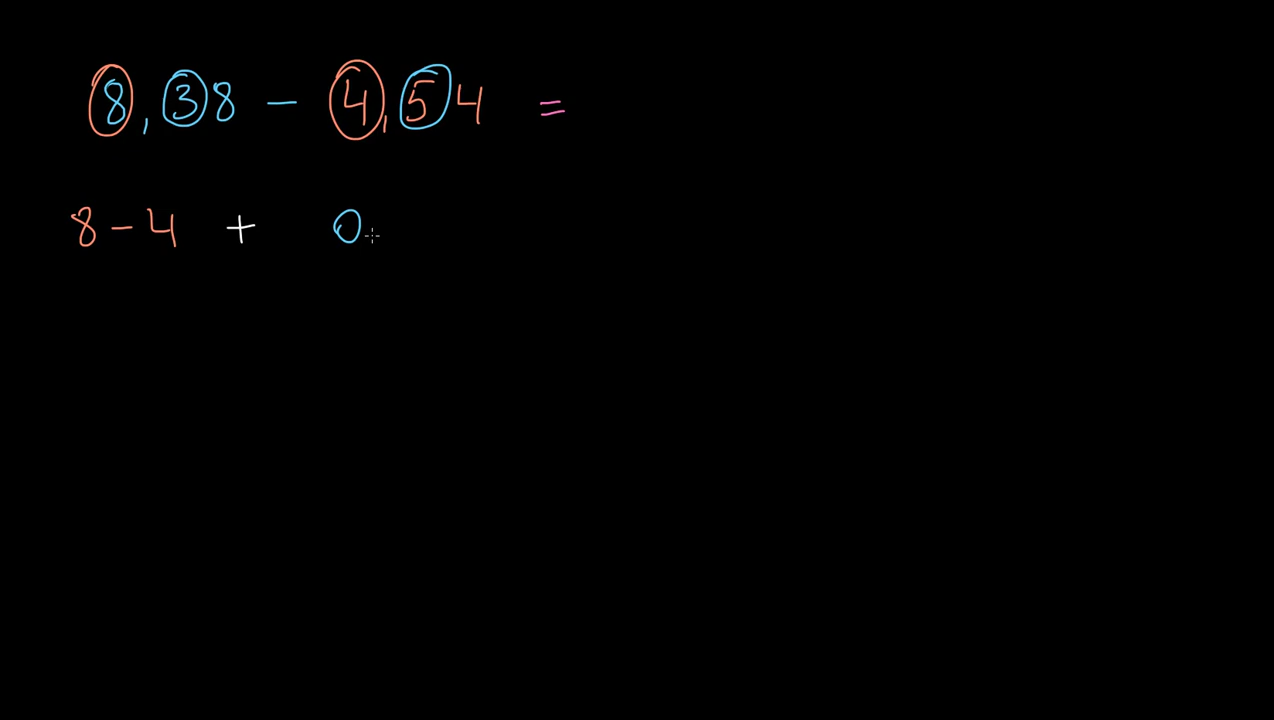 8,38 - 4,54 =
8-4 + 0